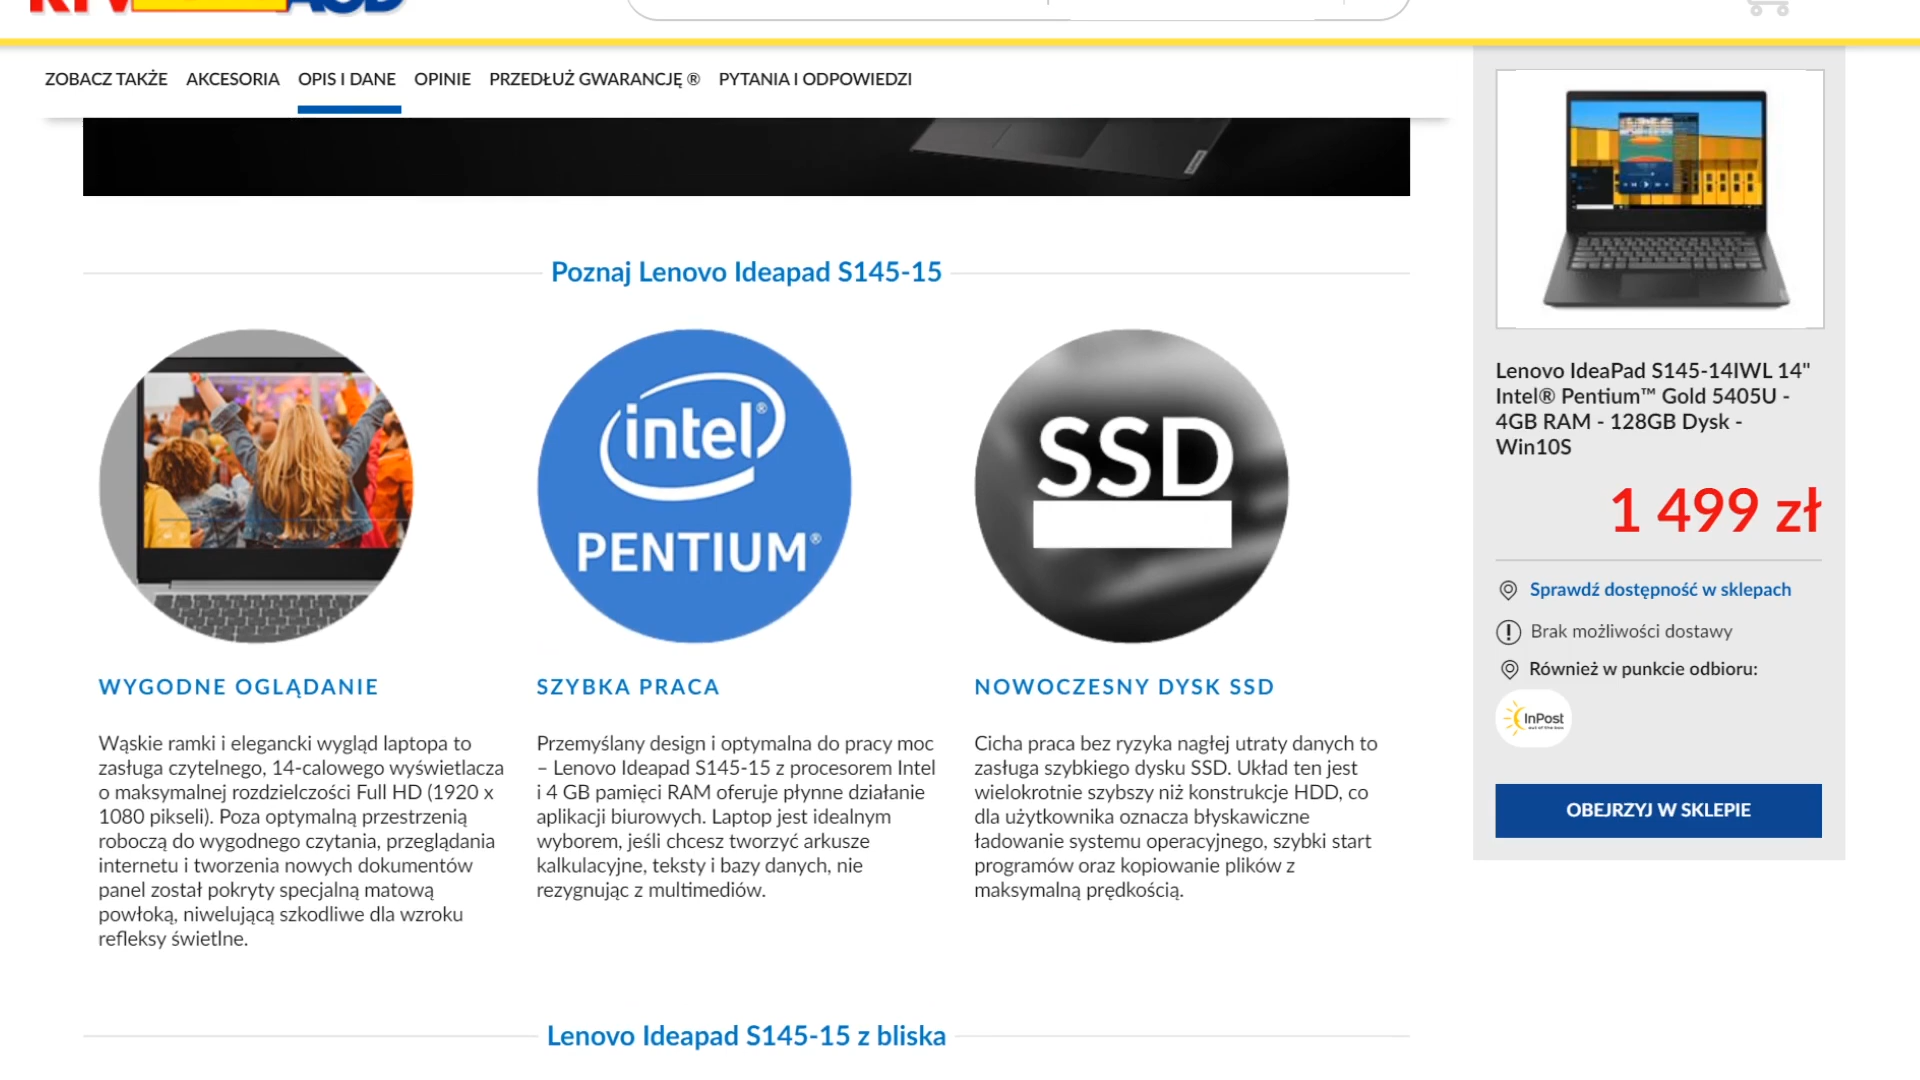 ZOBACZ TAKŻE AKCESORIA OPIS I DANE OPINIE PRZEDŁUŻ GWARANCJĘ ® PYTANIA I ODPOWIEDZI
Poznaj Lenovo Ideapad S145-15
intel®
PENTIUM®
SSD
WYGODNE OGLĄDANIE
Wąskie ramki i elegancki wygląd laptopa to
zasługa czytelnego, 14-calowego wyświetlacza
o maksymalnej rozdzielczości Full HD (1920 x
1080 pikseli). Poza optymalną przestrzenią
roboczą do wygodnego czytania, przeglądania
internetu i tworzenia nowych dokumentów
panel został pokryty specjalną matową
powłoką, niwelującą szkodliwe dla wzroku
refleksy świetlne.
SZYBKA PRACA
Przemyślany design i optymalna do pracy moc
– Lenovo Ideapad S145-15 z procesorem Intel
i 4 GB pamięci RAM oferuje płynne działanie
aplikacji biurowych. Laptop jest idealnym
wyborem, jeśli chcesz tworzyć arkusze
kalkulacyjne, teksty i bazy danych, nie
rezygnując z multimediów.
NOWOCZESNY DYSK SSD
Cicha praca bez ryzyka nagłej utraty danych to
zasługa szybkiego dysku SSD. Układ ten jest
wielokrotnie szybszy niż konstrukcje HDD, co
dla użytkownika oznacza błyskawiczne
ładowanie systemu operacyjnego, szybki start
programów oraz kopiowanie plików z
maksymalną prędkością.
Lenovo Ideapad S145-15 z bliska
Lenovo IdeaPad S145-14IWL 14"
Intel® Pentium™ Gold 5405U -
4GB RAM - 128GB Dysk -
Win10S
1 499 zł
Sprawdź dostępność w sklepach
Brak możliwości dostawy
Również w punkcie odbioru:
InPost
OBEJRZYJ W SKLEPIE